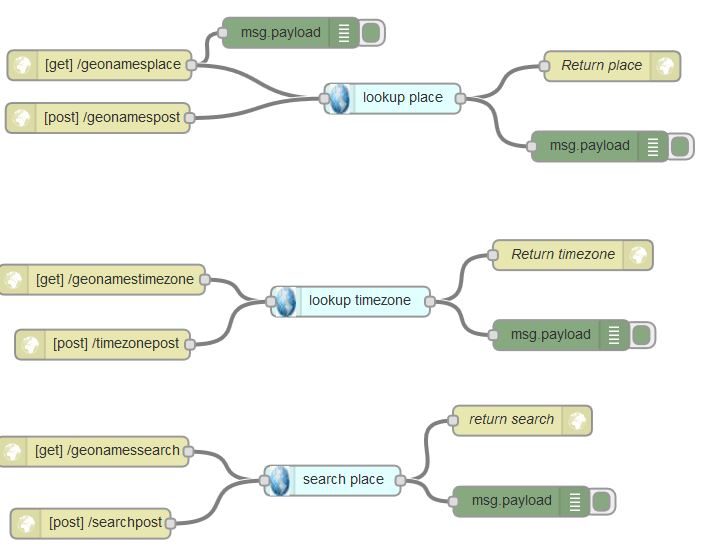 msg.payload
[get] /geonamesplace
Return place
lookup place
[post] /geonamespost
msg.payload
Return timezone
[get] /geonamestimezone
lookup timezone
msg.payload
[post] /timezonepost
return search
[get] /geonamessearch
search place
msg.payload
[post] /searchpost